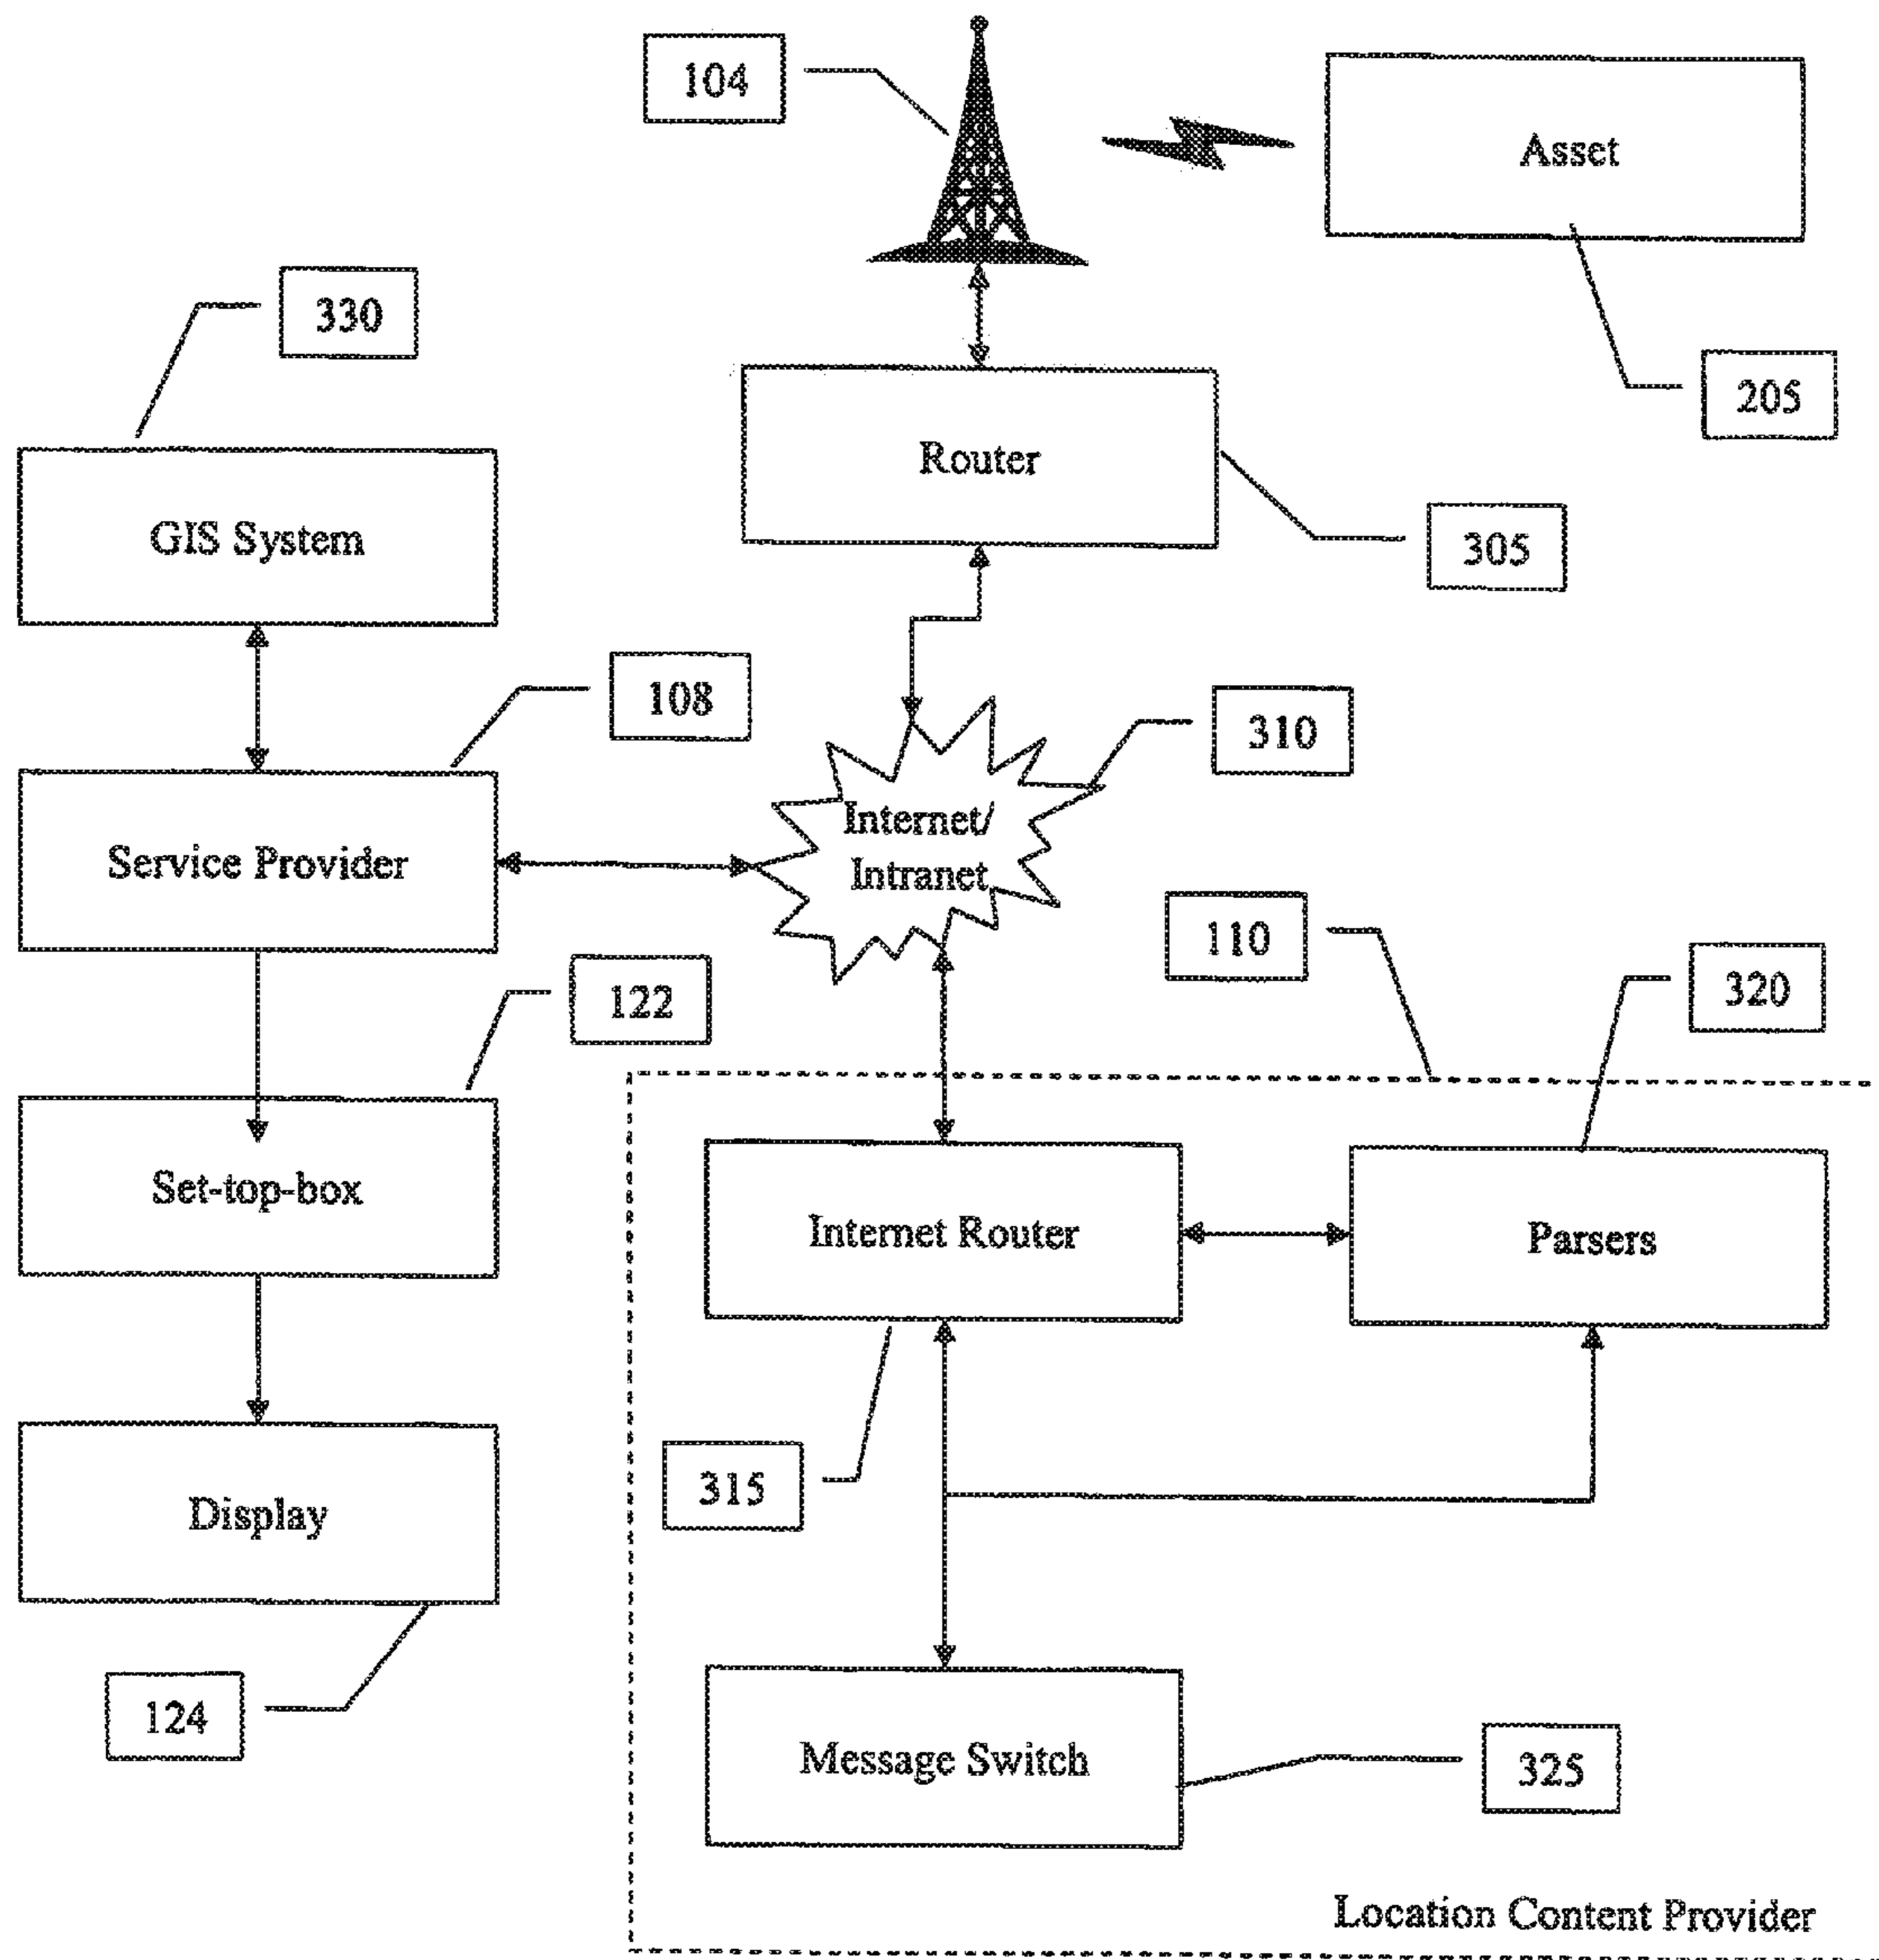 104
Asset
330
205
Router
GIS System
305
108
310
Internet/
Intranet
Service Provider
110
320
122
Set-top-box
Internet Router
Parsers
315
Display
124
Message Switch
325
Location Content Provider